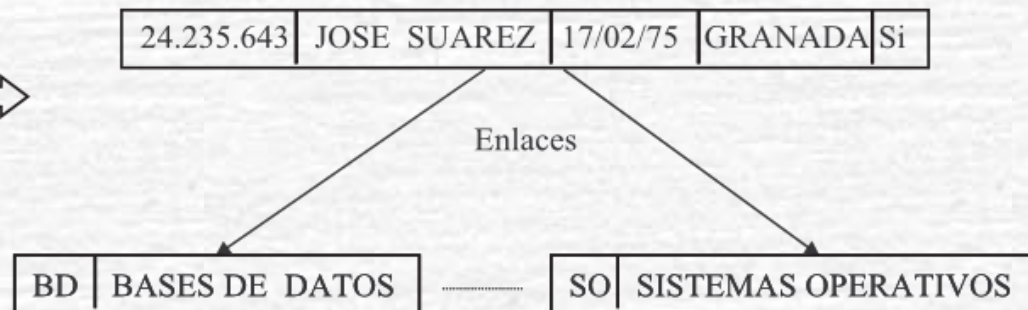 24.235.643 JOSE SUAREZ 17/02/75 GRANADA Si
Enlaces
BD BASES DE DATOS SO SISTEMAS OPERATIVOS